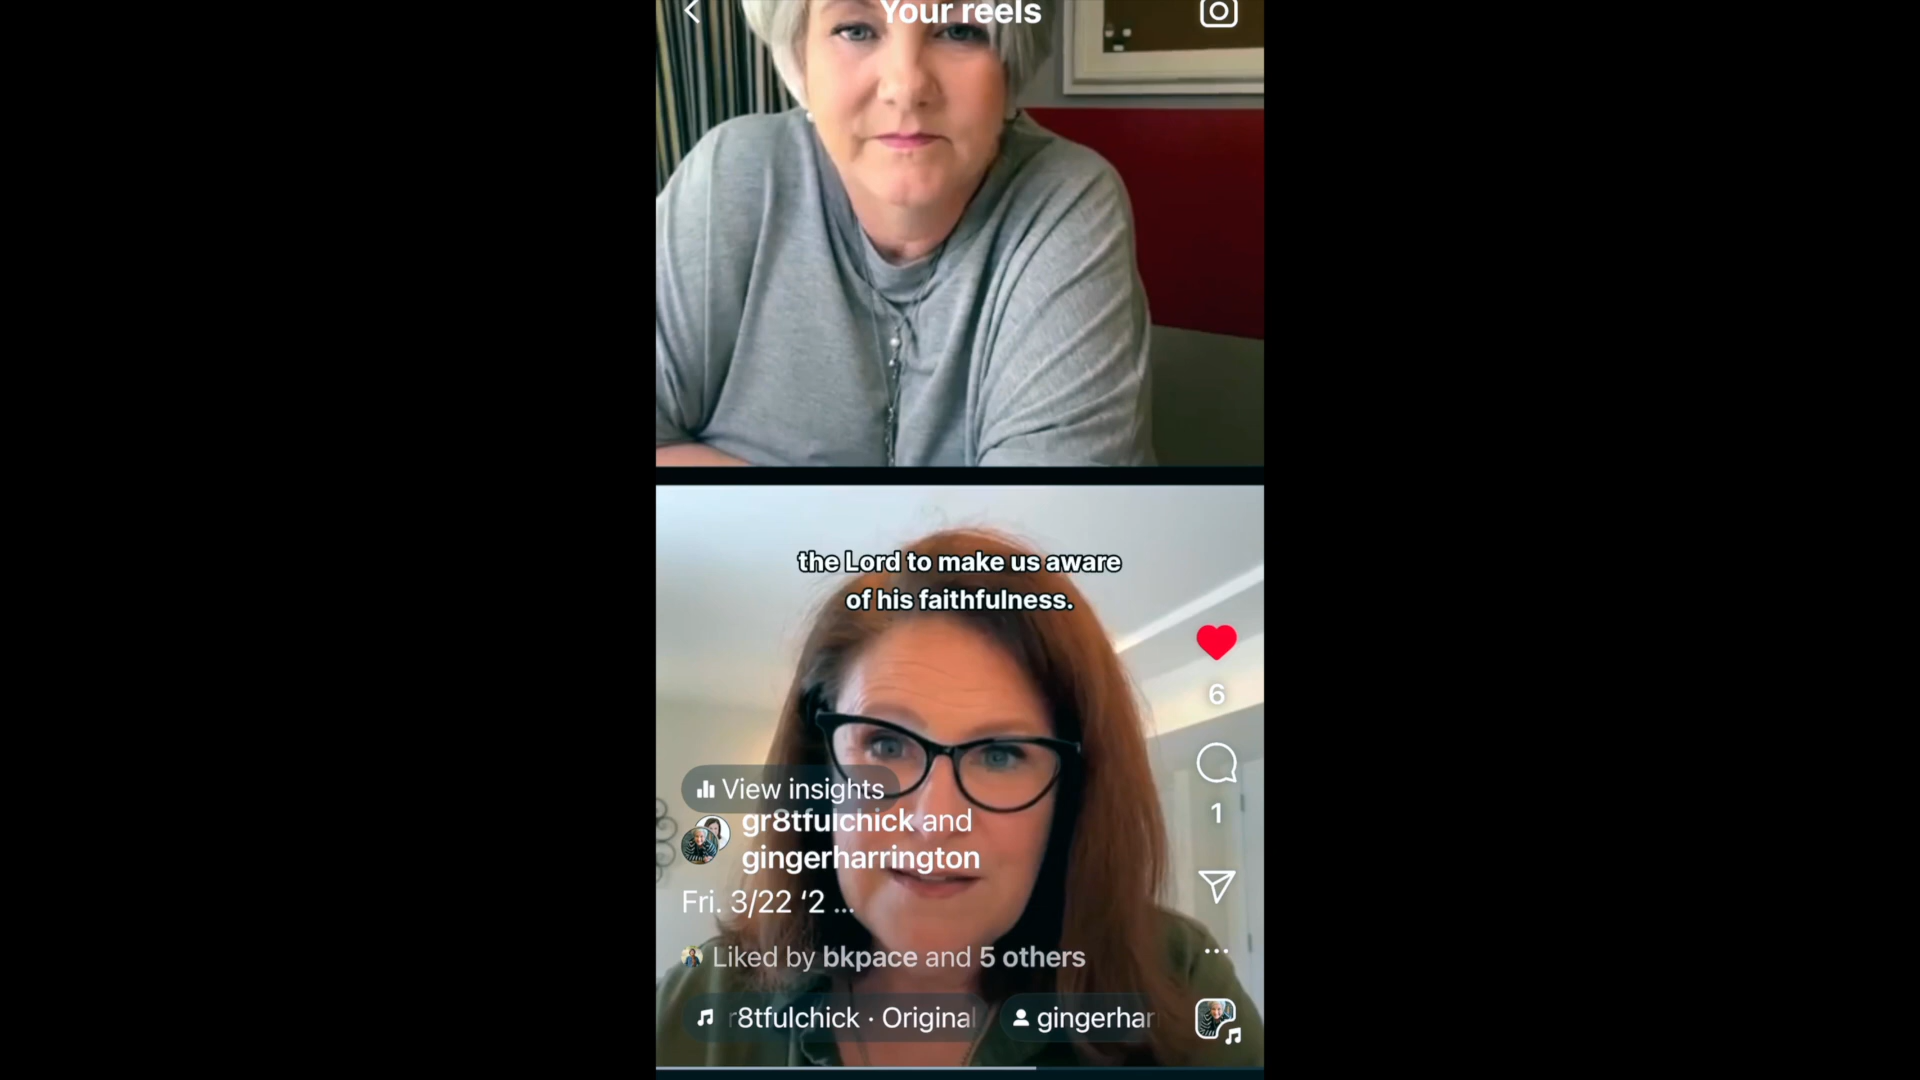 Your reels
the Lord to make us aware
of his faithfulness.
6
View insights
gr8tfulchick and
gingerharrington
1
Fri. 3/22 ‘2 ...
Liked by bkpace and 5 others
r8tfulchick · Original
gingerhar